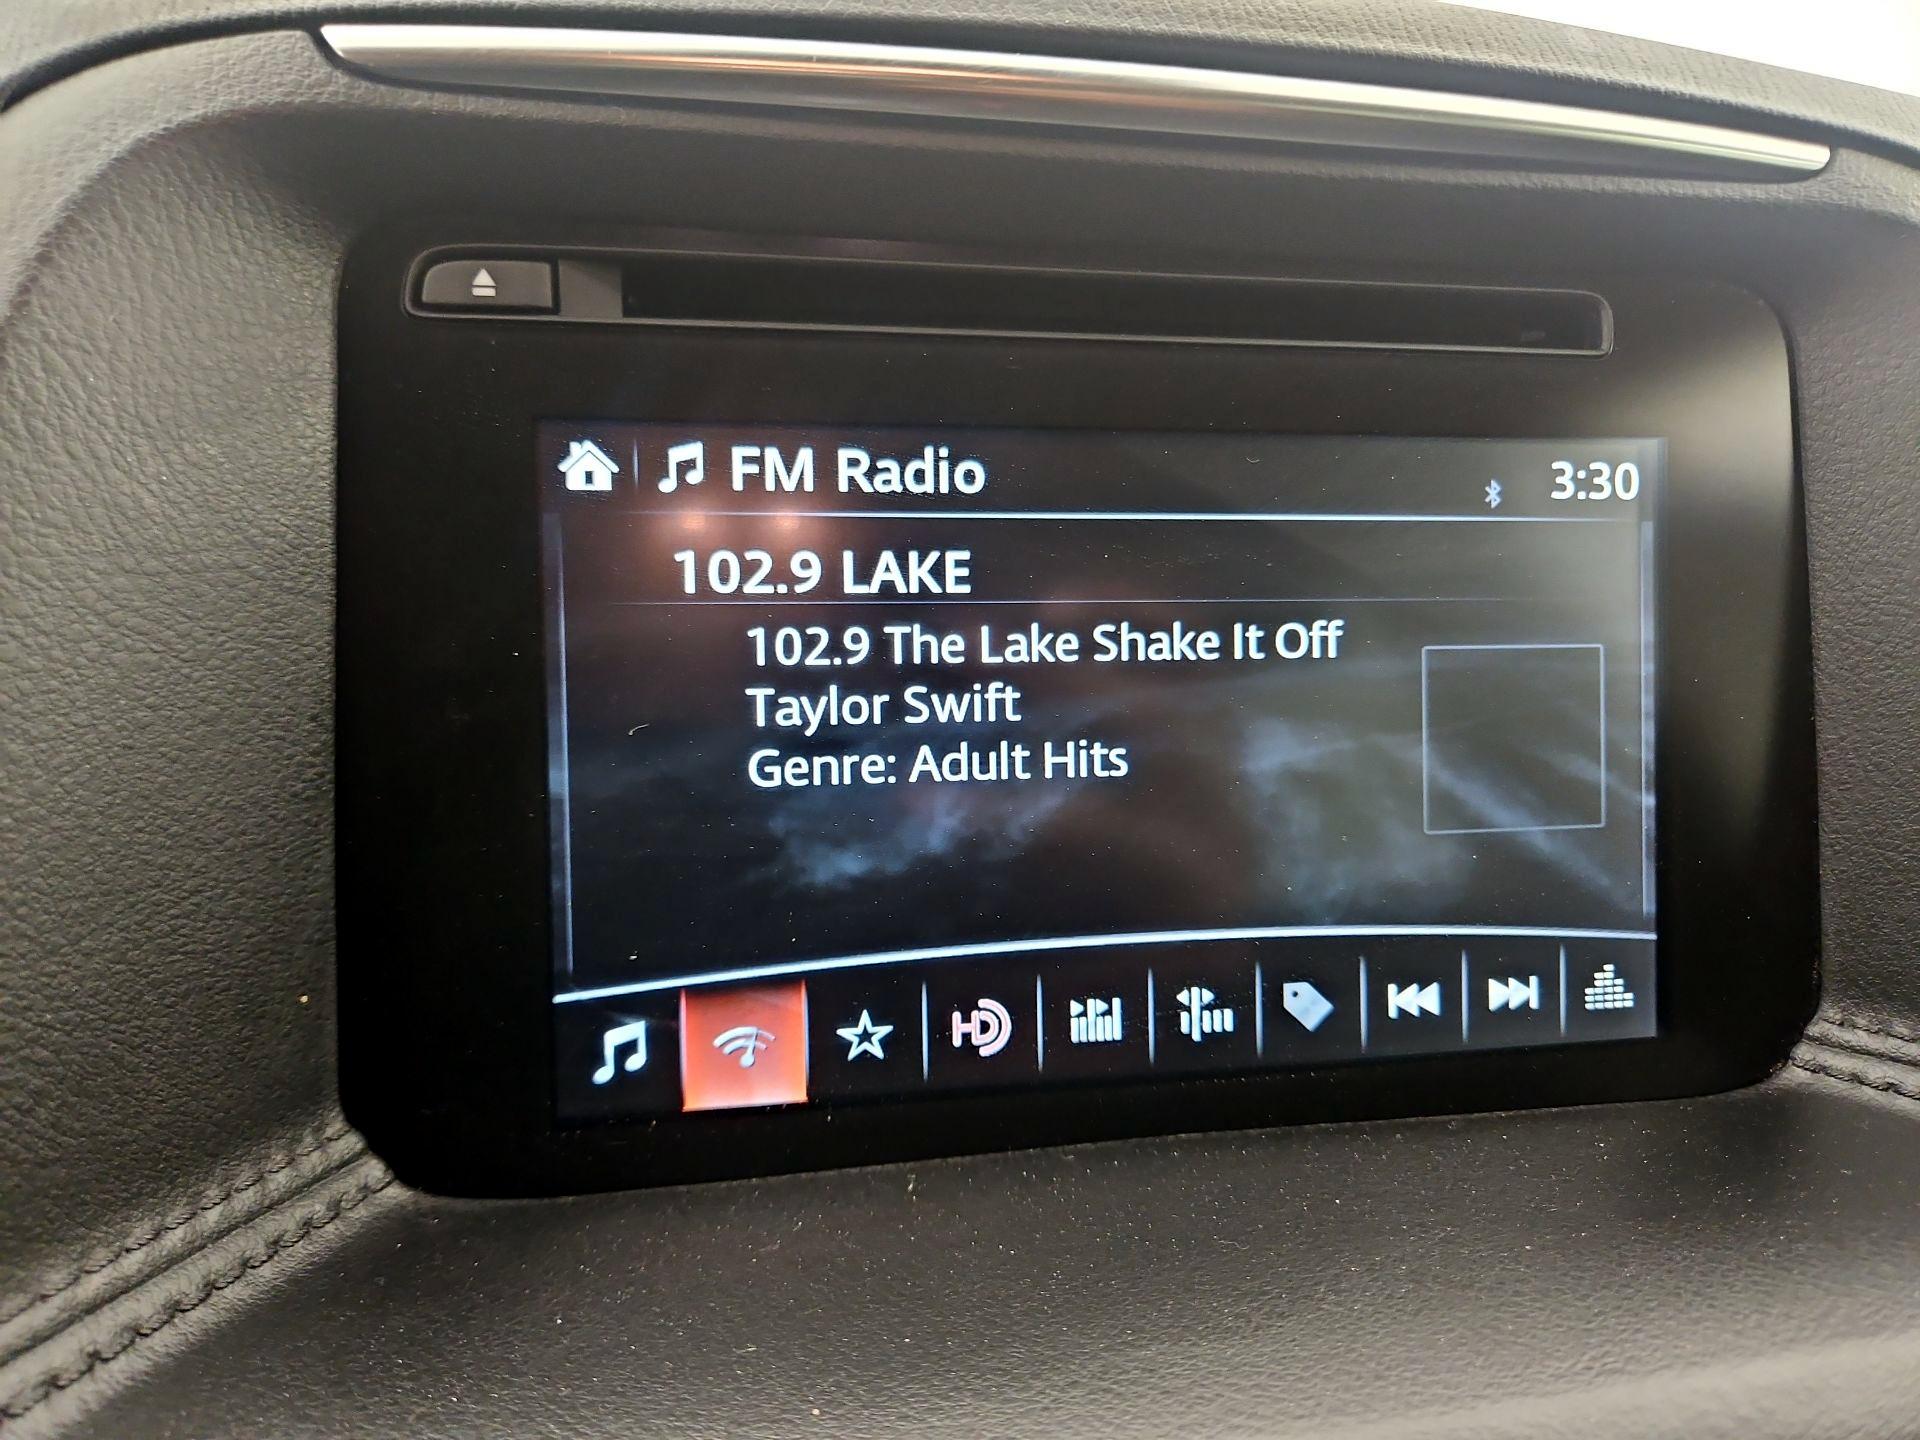 FM Radio
3:30
102.9 LAKE
102.9 The Lake Shake It Off
Taylor Swift
Genre: Adult Hits
HD